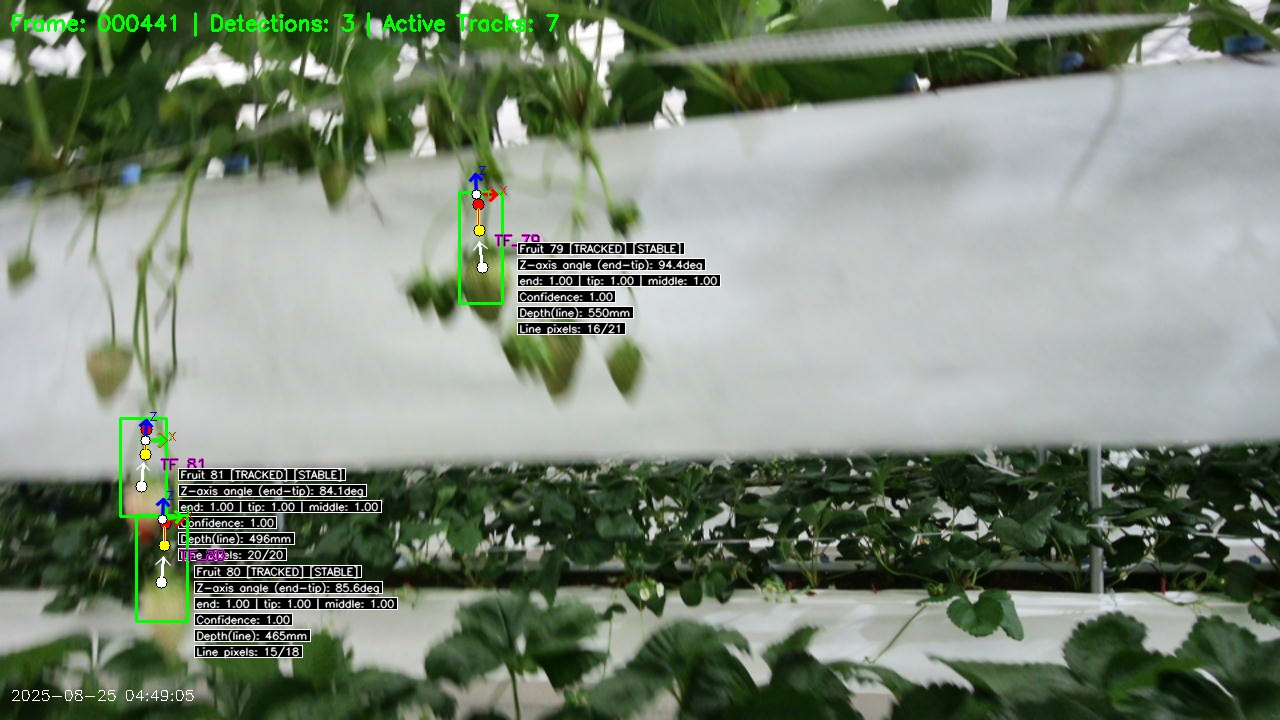 Frame: 000441 | Detections: 3 | Active Tracks: 7
Z
X
TF_79
Fruit 79 [TRACKED] [STABLE]
Z-axis angle (end-tip): 94.4deg
end: 1.00 | tip: 1.00 | middle: 1.00
Confidence: 1.00
Depth(line): 550mm
Line pixels: 16/21
Z
X
TF_81
Fruit 81 [TRACKED] [STABLE]
Z-axis angle (end-tip): 84.1deg
end: 1.00 | tip: 1.00 | middle: 1.00
Confidence: 1.00
Depth(line): 496mm
Line pixels: 20/20
Z
TF_80
Fruit 80 [TRACKED] [STABLE]
Z-axis angle (end-tip): 85.6deg
end: 1.00 | tip: 1.00 | middle: 1.00
Confidence: 1.00
Depth(line): 465mm
Line pixels: 15/18
2025-08-25 04:49:05